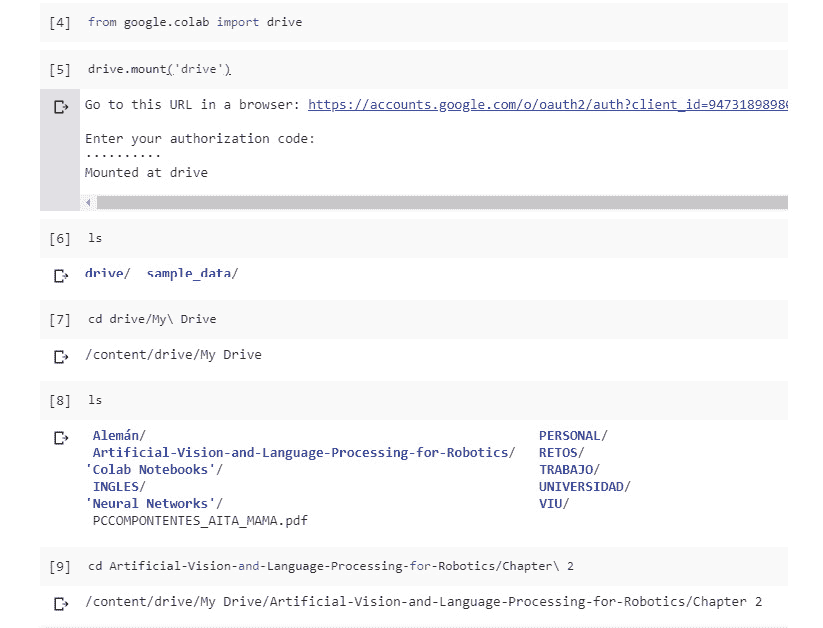 [4] from google.colab import drive
[5] drive.mount('drive')
Go to this URL in a browser: https://accounts.google.com/o/oauth2/auth?client_id=947318989
Enter your authorization code:
··········
Mounted at drive
[6] ls
drive/ sample_data/
[7] cd drive/My\ Drive
/content/drive/My Drive
[8] ls
Alemán/ PERSONAL/
Artificial-Vision-and-Language-Processing-for-Robotics/ RETOS/
'Colab Notebooks'/ TRABAJO/
INGLES/ UNIVERSIDAD/
'Neural Networks'/ VIU/
PCCOMPONTENTES_AITA_MAMA.pdf
[9] cd Artificial-Vision-and-Language-Processing-for-Robotics/Chapter\ 2
/content/drive/My Drive/Artificial-Vision-and-Language-Processing-for-Robotics/Chapter 2